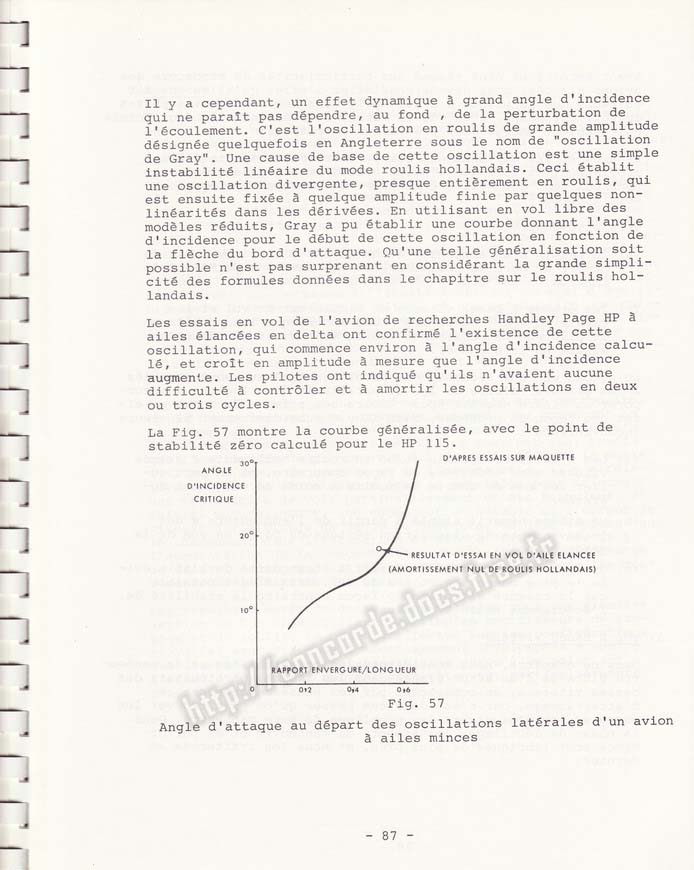 Il y a cependant, un effet dynamique à grand angle d'incidence
qui ne paraît pas dépendre, au fond , de la perturbation de
l'écoulement. C'est l'oscillation en roulis de grande amplitude
désignée quelquefois en Angleterre sous le nom de "oscillation
de Gray". Une cause de base de cette oscillation est une simple
instabilité linéaire du mode roulis hollandais. Ceci établit
une oscillation divergente, presque entièrement en roulis, qui
est ensuite fixée à quelque amplitude finie par quelques non-
linéarités dans les dérivées. En utilisant en vol libre des
modèles réduits, Gray a pu établir une courbe donnant l'angle
d'incidence pour le début de cette oscillation en fonction de
la flèche du bord d'attaque. Qu'une telle généralisation soit
possible n'est pas surprenant en considérant la grande simpli-
cité des formules données dans le chapitre sur le roulis hol-
landais.
Les essais en vol de l'avion de recherches Handley Page HP à
ailes élancées en delta ont confirmé l'existence de cette
oscillation, qui commence environ à l'angle d'incidence calcu-
lé, et croît en amplitude à mesure que l'angle d'incidence
augmente. Les pilotes ont indiqué qu'ils n'avaient aucune
difficulté à contrôler et à amortir les oscillations en deux
ou trois cycles.
La Fig. 57 montre la courbe généralisée, avec le point de
stabilité zéro calculé pour le HP 115.
D'APRES ESSAIS SUR MAQUETTE
ANGLE
D'INCIDENCE
CRITIQUE
30°
20°
10°
RESULTAT D'ESSAI EN VOL D'AILE ELANCEE
(AMORTISSEMENT NUL DE ROULIS HOLLANDAIS)
RAPPORT ENVERGURE/LONGUEUR
0 0,2 0,4 0,6
http://concorde.docs.free.fr
Fig. 57
Angle d'attaque au départ des oscillations latérales d'un avion
à ailes minces
- 87 -